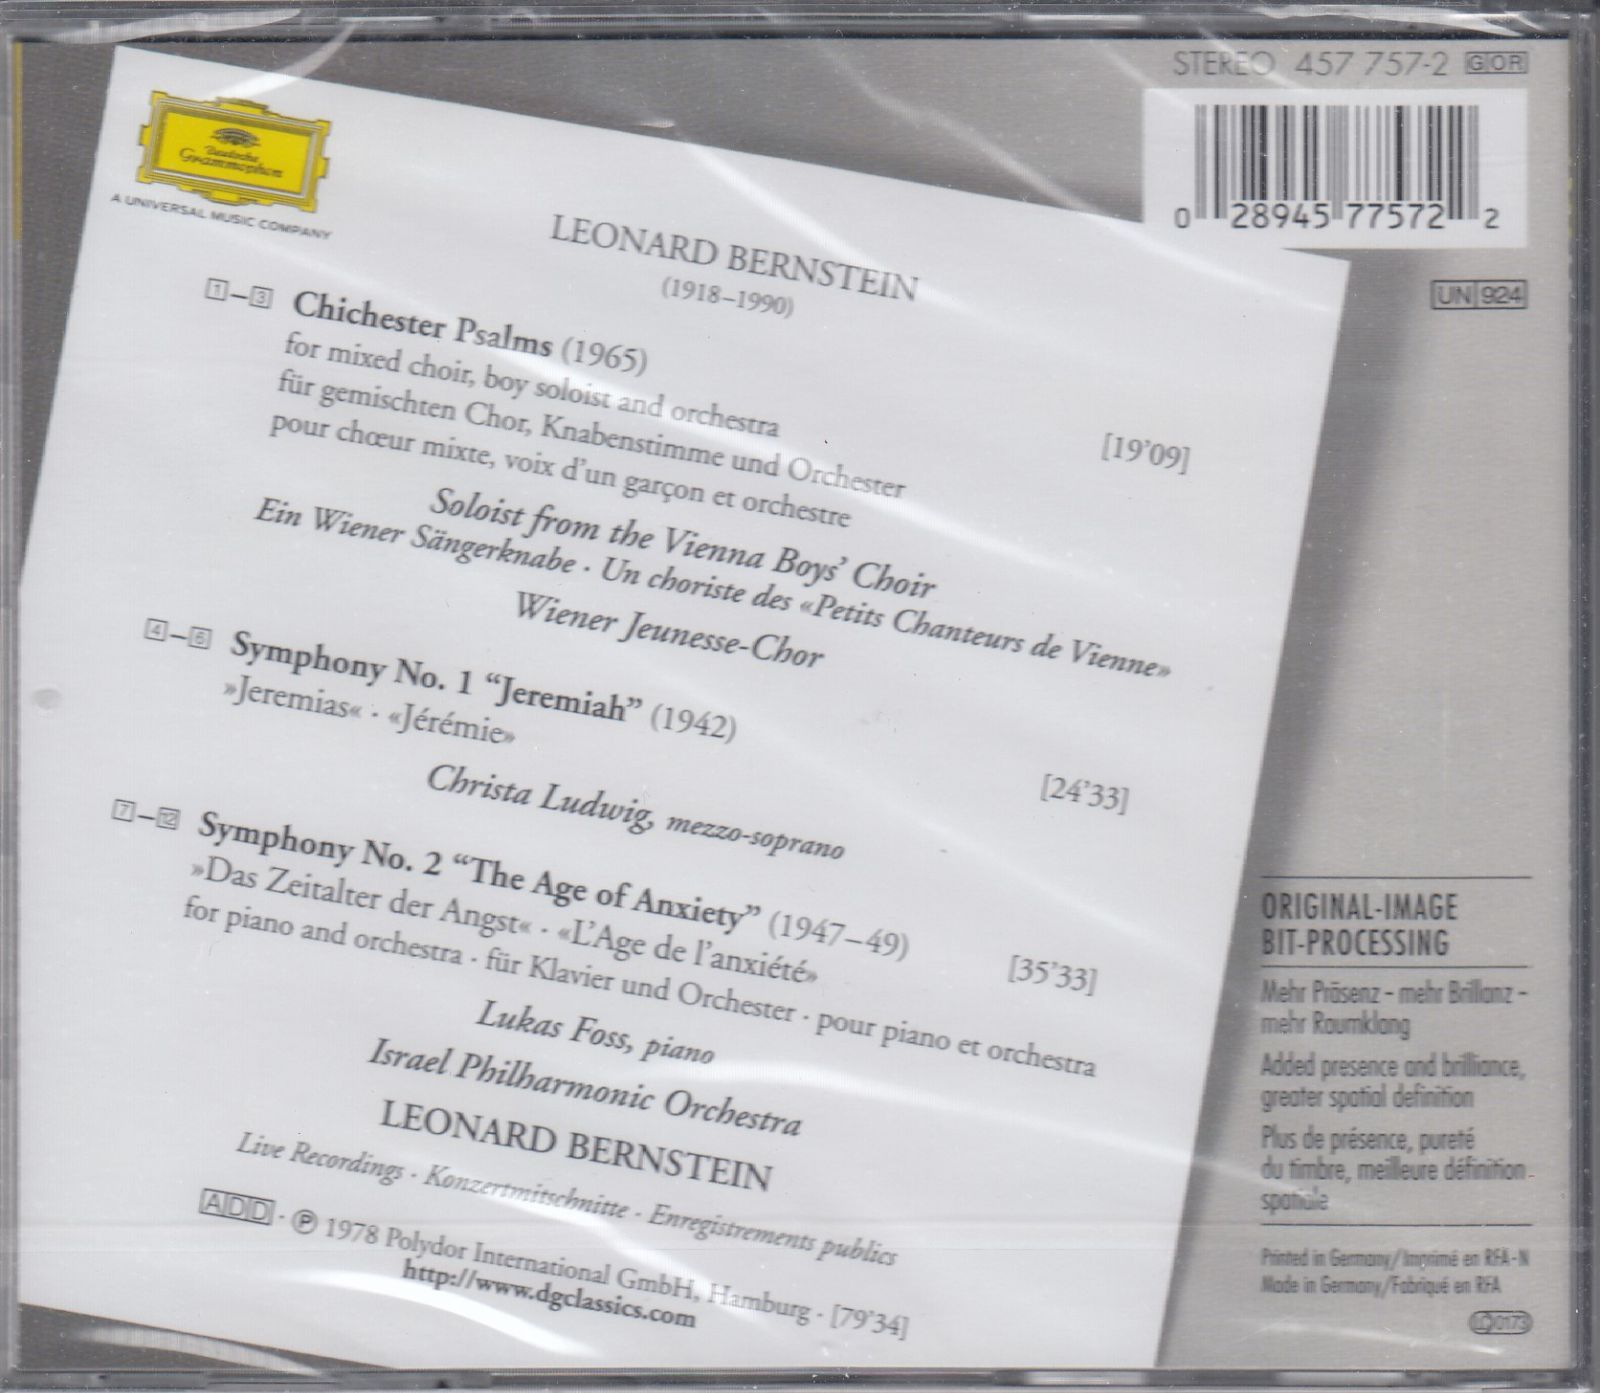 STEREO 457 757-2 GOR
0 28945 77572 2
UN 924
Deutsche
Grammophon
A UNIVERSAL MUSIC COMPANY
LEONARD BERNSTEIN
(1918–1990)
1–3 Chichester Psalms (1965)
for mixed choir, boy soloist and orchestra
für gemischten Chor, Knabenstimme und Orchester
pour chœur mixte, voix d'un garçon et orchestre
[19'09]
Soloist from the Vienna Boys' Choir
Ein Wiener Sängerknabe · Un choriste des «Petits Chanteurs de Vienne»
Wiener Jeunesse-Chor
4–6 Symphony No. 1 “Jeremiah” (1942)
»Jeremias« · «Jérémie»
[24'33]
Christa Ludwig, mezzo-soprano
7–12 Symphony No. 2 “The Age of Anxiety” (1947–49)
»Das Zeitalter der Angst« · «L'Age de l'anxiété»
[35'33]
for piano and orchestra · für Klavier und Orchester · pour piano et orchestra
Lukas Foss, piano
Israel Philharmonic Orchestra
LEONARD BERNSTEIN
Live Recordings · Konzertmitschnitte · Enregistrements publics
ADD · ℗ 1978 Polydor International GmbH, Hamburg · [79'34]
http://www.dgclassics.com
ORIGINAL-IMAGE
BIT-PROCESSING
Mehr Präsenz – mehr Brillanz –
mehr Raumklang
Added presence and brilliance,
greater spatial definition
Plus de présence, pureté
du timbre, meilleure définition
spatiale
Printed in Germany/Imprimé en RFA-N
Made in Germany/Fabriqué en RFA
LC 0173